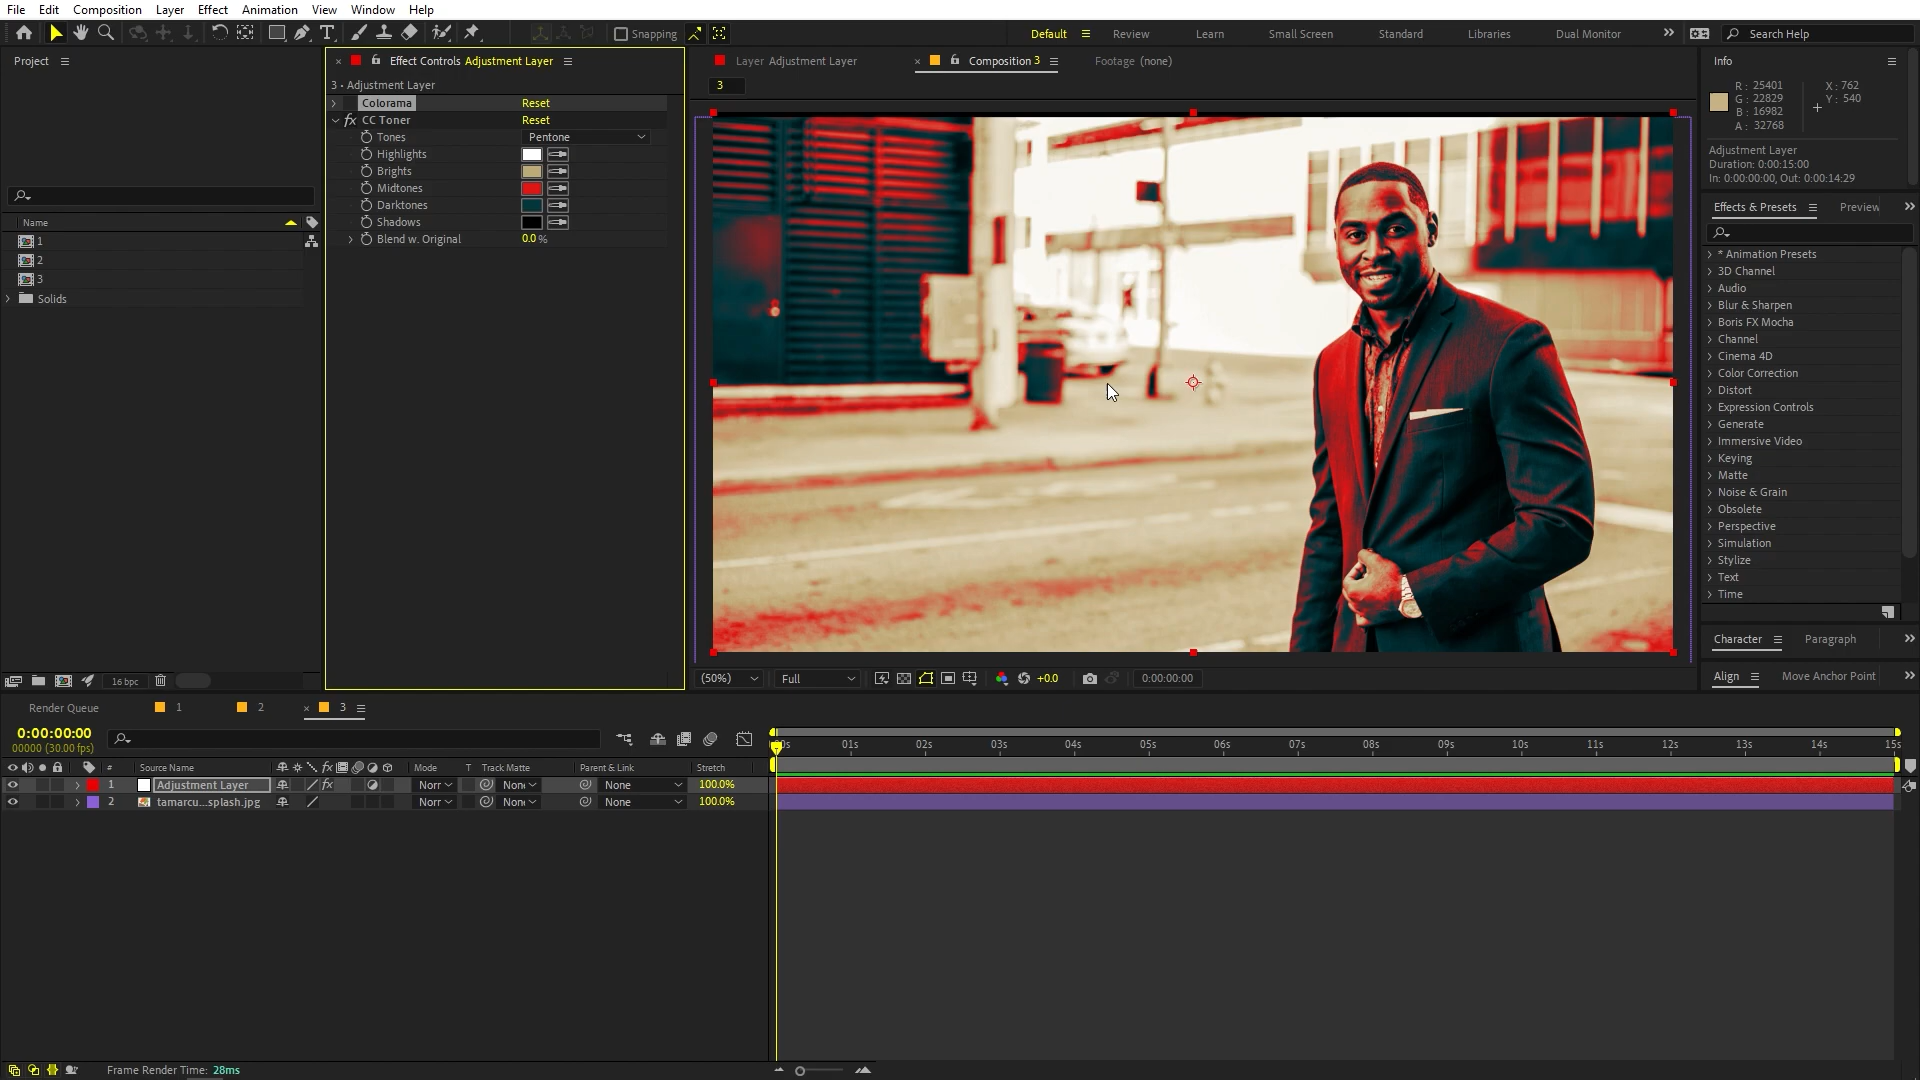 File Edit Composition Layer Effect Animation View Window Help
Snapping
Default Review Learn Small Screen Standard Libraries Dual Monitor
Search Help
Project
Name
1
2
3
Solids
16 bpc
Effect Controls Adjustment Layer
3 • Adjustment Layer
Colorama Reset
fx CC Toner Reset
Tones Pentone
Highlights
Brights
Midtones
Darktones
Shadows
Blend w. Original 0.0 %
Layer Adjustment Layer
Composition 3
Footage (none)
3
(50%) Full +0.0 0:00:00:00
Info
R : 25401 X : 762
G : 22829 Y : 540
B : 16982
A : 32768
Adjustment Layer
Duration: 0:00:15:00
In: 0:00:00:00, Out: 0:00:14:29
Effects & Presets Preview
* Animation Presets
3D Channel
Audio
Blur & Sharpen
Boris FX Mocha
Channel
Cinema 4D
Color Correction
Distort
Expression Controls
Generate
Immersive Video
Keying
Matte
Noise & Grain
Obsolete
Perspective
Simulation
Stylize
Text
Time
Character Paragraph
Align Move Anchor Point
Render Queue 1 2 3
0:00:00:00
00000 (30.00 fps)
# Source Name fx Mode T Track Matte Parent & Link Stretch
1 Adjustment Layer fx Norr Non None 100.0%
2 tamarcu...splash.jpg Norr Non None 100.0%
00s 01s 02s 03s 04s 05s 06s 07s 08s 09s 10s 11s 12s 13s 14s 15s
Frame Render Time: 28ms